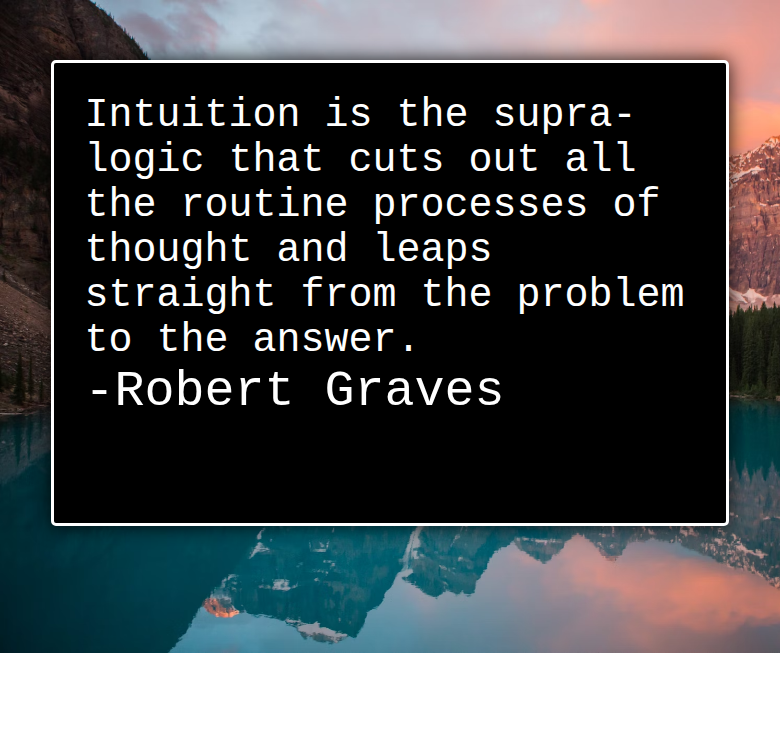 Intuition is the supra-
logic that cuts out all
the routine processes of
thought and leaps
straight from the problem
to the answer.
-Robert Graves